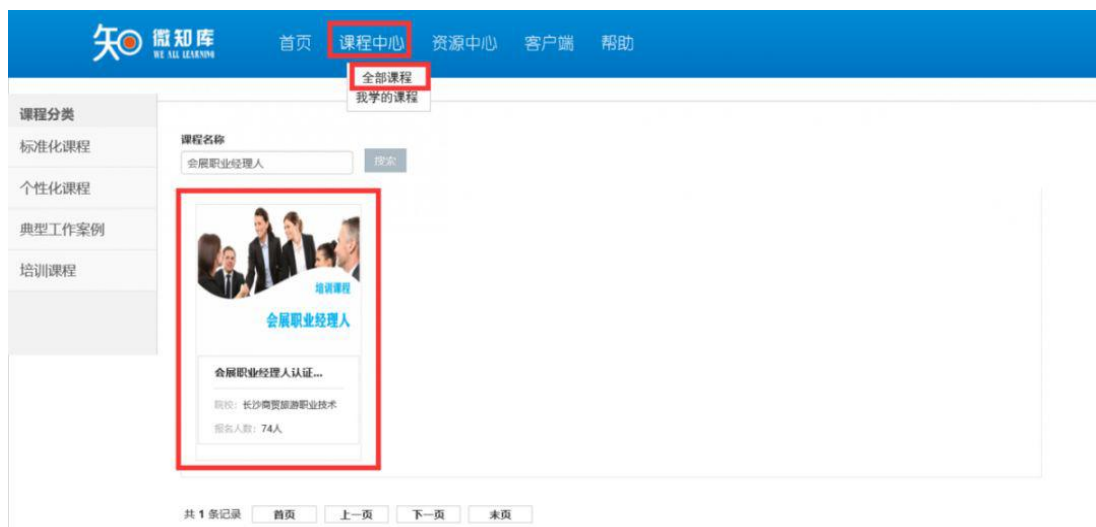 知 微知库 首页 课程中心 资源中心 客户端 帮助
WE ALL LEARNING
全部课程
我学的课程
课程分类
标准化课程
个性化课程
典型工作案例
培训课程
课程名称
会展职业经理人 搜索
培训课程
会展职业经理人
会展职业经理人认证...
院校: 长沙商贸旅游职业技术
报名人数: 74人
共 1 条记录 首页 上一页 下一页 末页